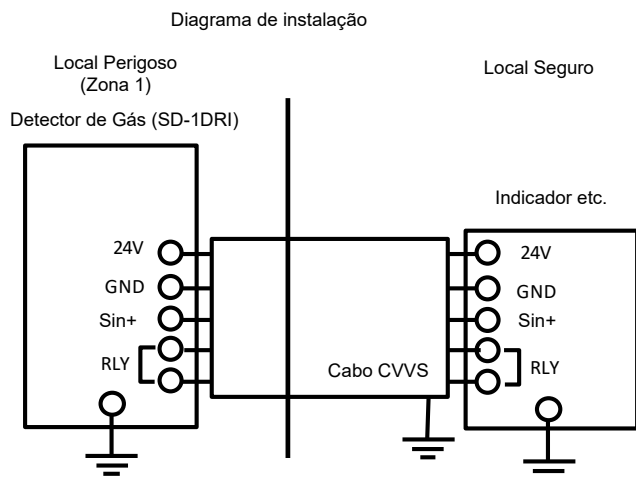 Diagrama de instalação
Local Perigoso
(Zona 1)
Local Seguro
Detector de Gás (SD-1DRI)
Indicador etc.
24V
GND
Sin+
RLY
Cabo CVVS
24V
GND
Sin+
RLY